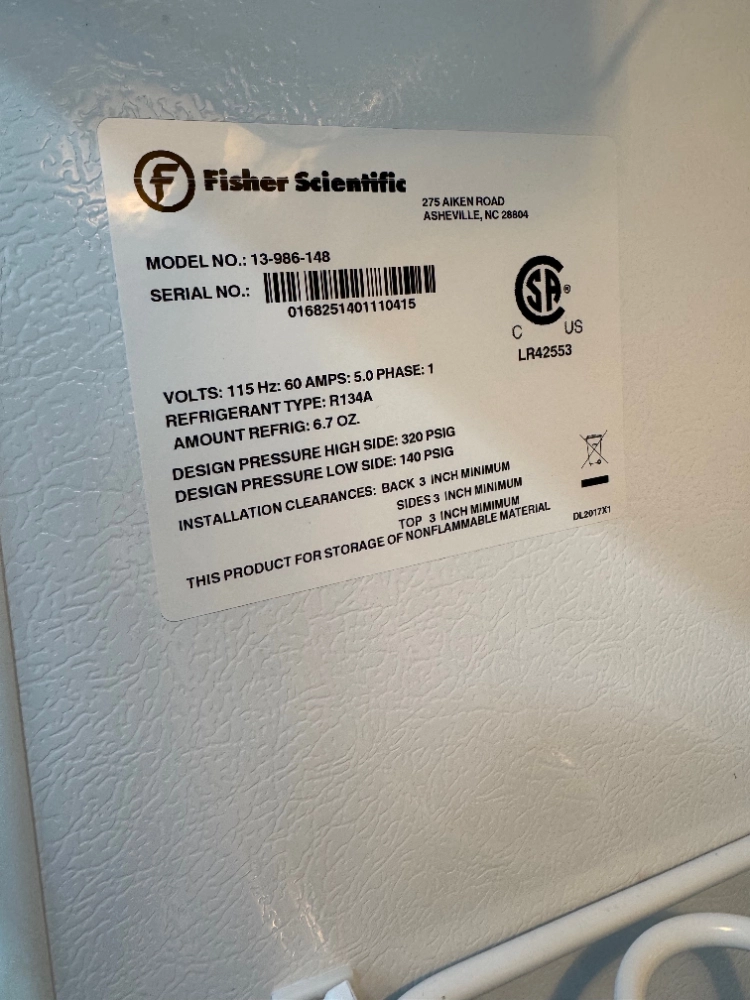 F Fisher Scientific
275 AIKEN ROAD
ASHEVILLE, NC 28804
MODEL NO.: 13-986-148
SERIAL NO.:
0168251401110415
CSA®
C US
LR42553
VOLTS: 115 Hz: 60 AMPS: 5.0 PHASE: 1
REFRIGERANT TYPE: R134A
AMOUNT REFRIG: 6.7 OZ.
DESIGN PRESSURE HIGH SIDE: 320 PSIG
DESIGN PRESSURE LOW SIDE: 140 PSIG
INSTALLATION CLEARANCES: BACK 3 INCH MINIMUM
SIDES 3 INCH MINIMUM
TOP 3 INCH MIMIMUM
THIS PRODUCT FOR STORAGE OF NONFLAMMABLE MATERIAL
DL2017X1